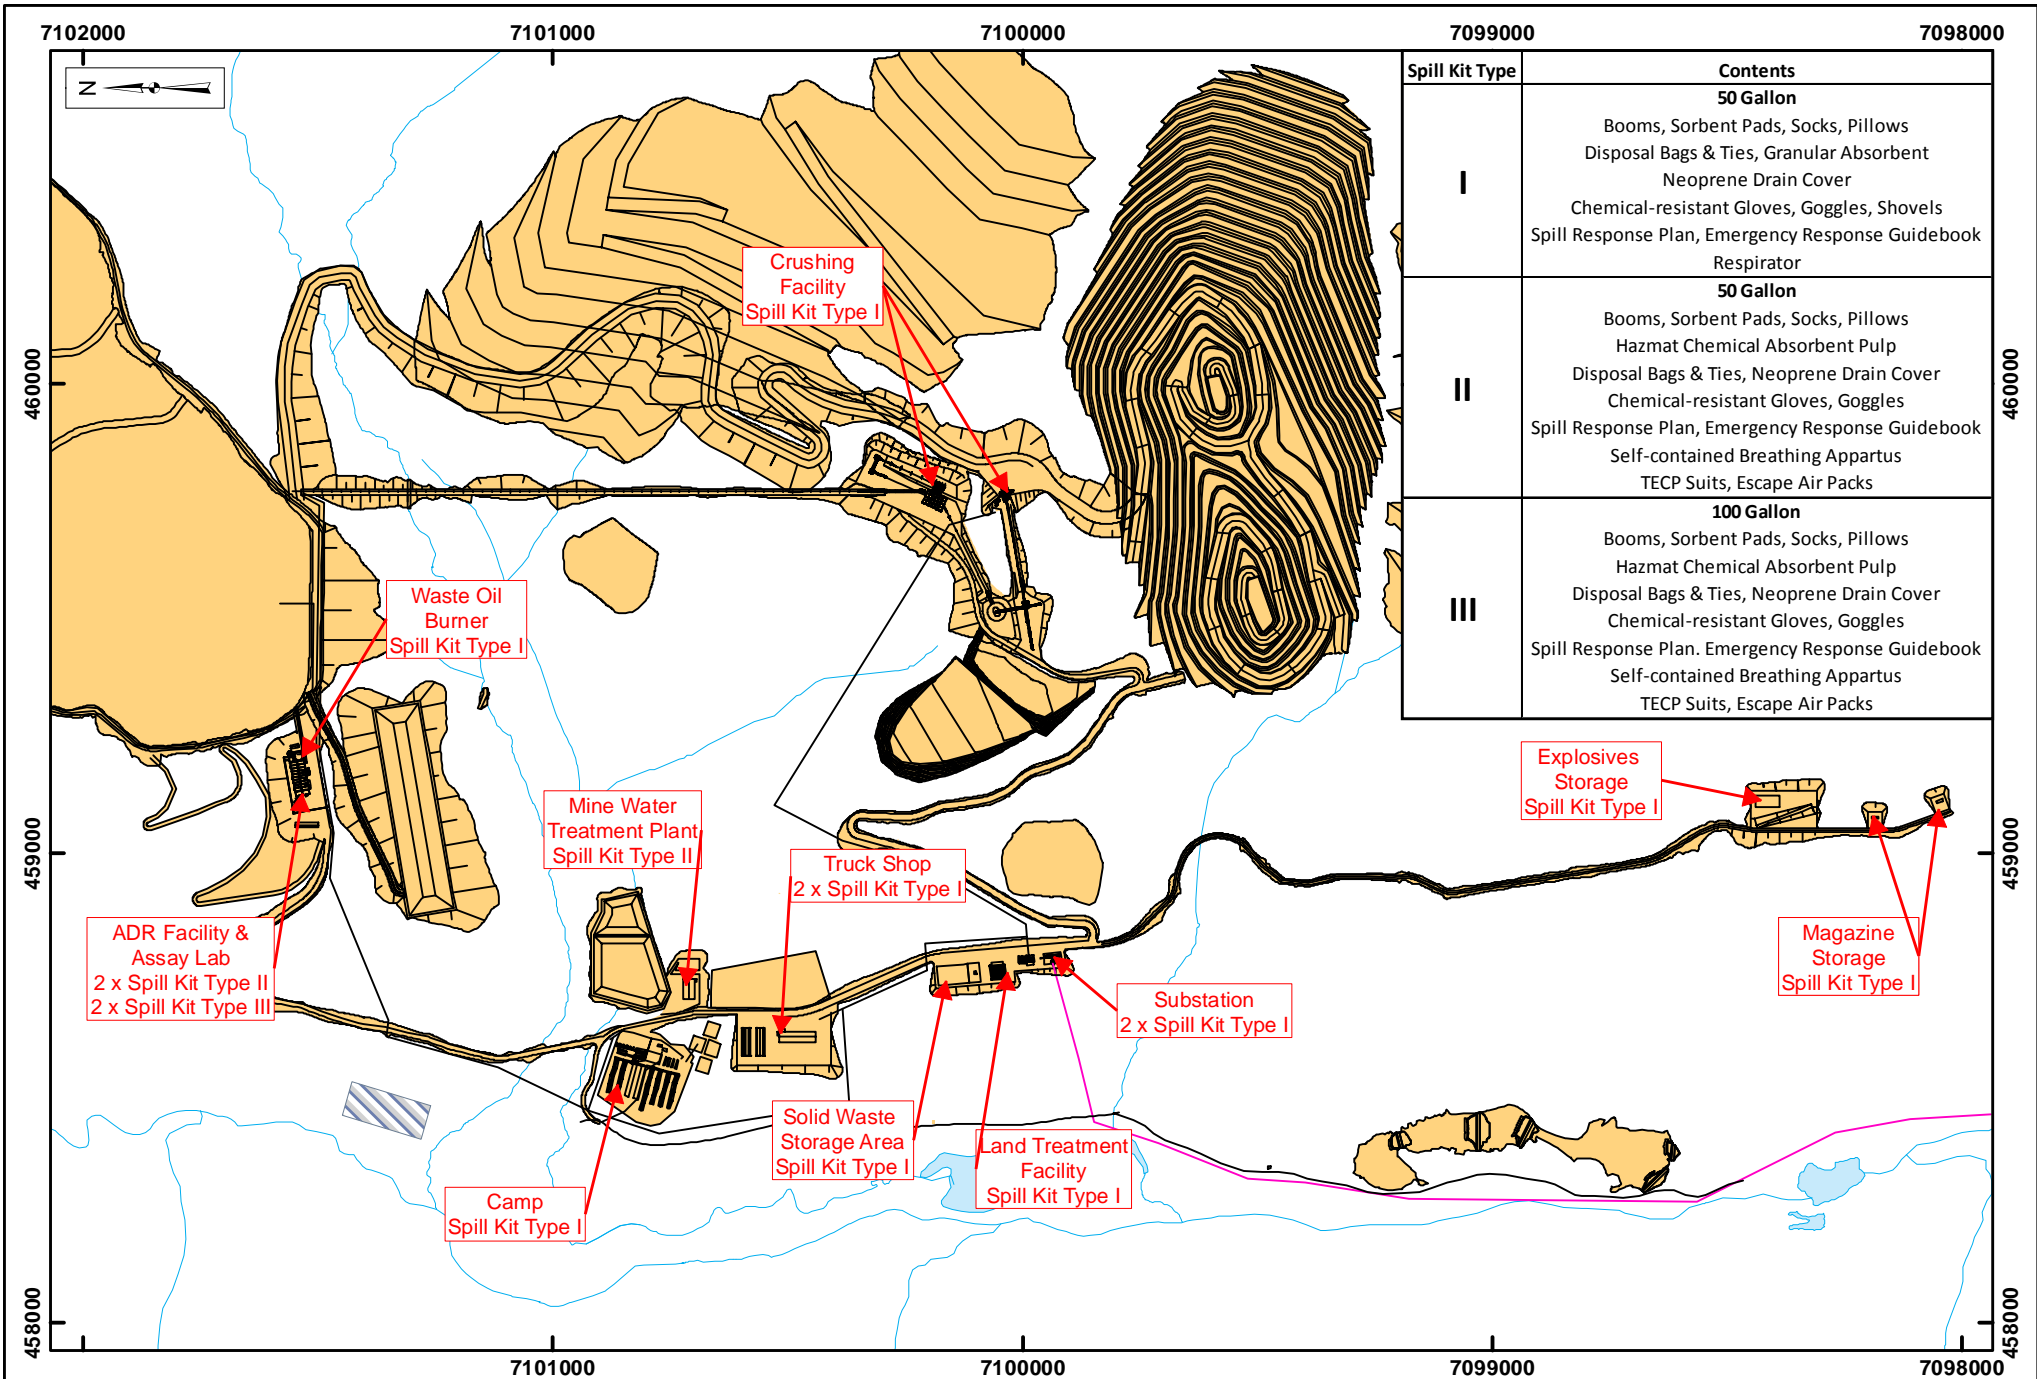 7102000
7101000
7100000
7099000
7098000
N
Spill Kit Type
Contents
I
50 Gallon
Booms, Sorbent Pads, Socks, Pillows
Disposal Bags & Ties, Granular Absorbent
Neoprene Drain Cover
Chemical-resistant Gloves, Goggles, Shovels
Spill Response Plan, Emergency Response Guidebook
Respirator
II
50 Gallon
Booms, Sorbent Pads, Socks, Pillows
Hazmat Chemical Absorbent Pulp
Disposal Bags & Ties, Neoprene Drain Cover
Chemical-resistant Gloves, Goggles
Spill Response Plan, Emergency Response Guidebook
Self-contained Breathing Appartus
TECP Suits, Escape Air Packs
III
100 Gallon
Booms, Sorbent Pads, Socks, Pillows
Hazmat Chemical Absorbent Pulp
Disposal Bags & Ties, Neoprene Drain Cover
Chemical-resistant Gloves, Goggles
Spill Response Plan. Emergency Response Guidebook
Self-contained Breathing Appartus
TECP Suits, Escape Air Packs
Crushing
Facility
Spill Kit Type I
460000
460000
Waste Oil
Burner
Spill Kit Type I
Explosives
Storage
Spill Kit Type I
Mine Water
Treatment Plant
Spill Kit Type II
Truck Shop
2 x Spill Kit Type I
459000
459000
ADR Facility &
Assay Lab
2 x Spill Kit Type II
2 x Spill Kit Type III
Magazine
Storage
Spill Kit Type I
Substation
2 x Spill Kit Type I
Solid Waste
Storage Area
Spill Kit Type I
Land Treatment
Facility
Spill Kit Type I
Camp
Spill Kit Type I
458000
458000
7101000
7100000
7099000
7098000